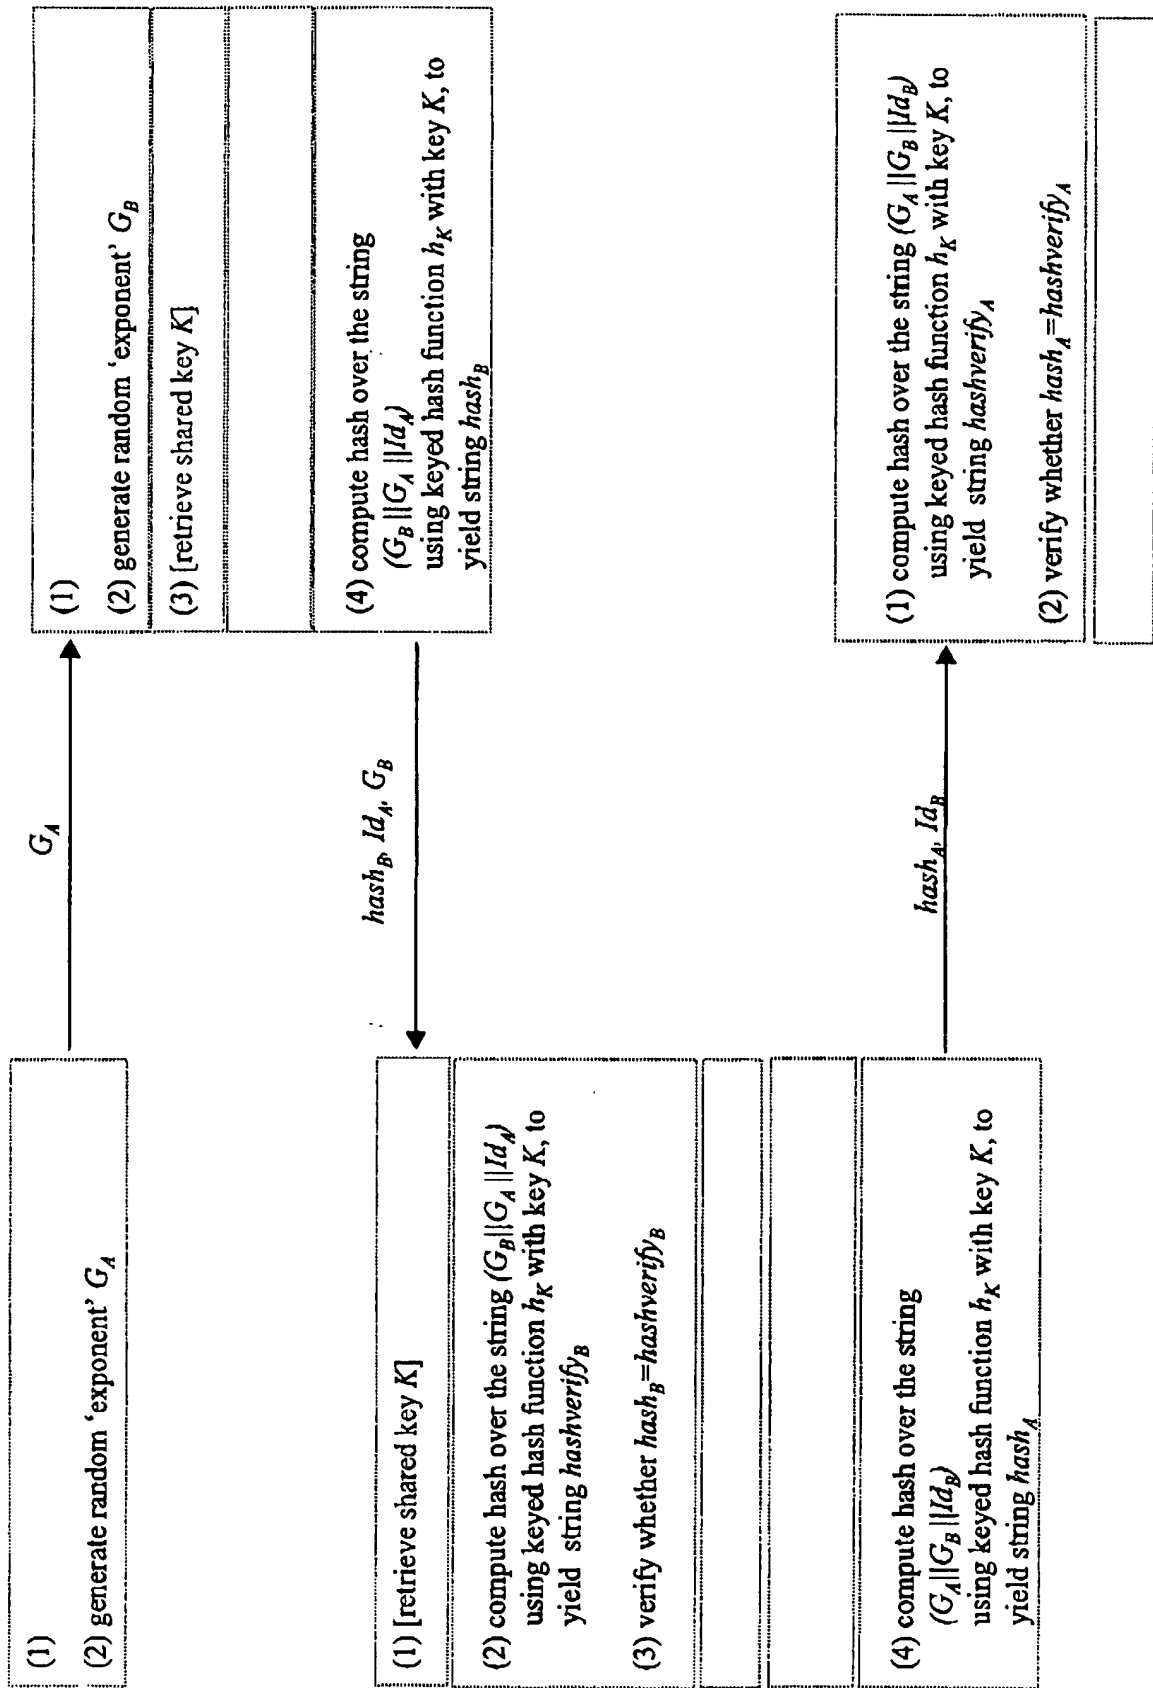 (1)
(2) generate random ‘exponent’ G_A
G_A
(1)
(2) generate random ‘exponent’ G_B
(3) [retrieve shared key K]
(4) compute hash over the string
(G_B||G_A||Id_A)
using keyed hash function h_K with key K, to
yield string hash_B
hash_B, Id_A, G_B
(1) [retrieve shared key K]
(2) compute hash over the string (G_B||G_A||Id_A)
using keyed hash function h_K with key K, to
yield string hashverify_B
(3) verify whether hash_B=hashverify_B
(4) compute hash over the string
(G_A||G_B||Id_B)
using keyed hash function h_K with key K, to
yield string hash_A
hash_A, Id_B
(1) compute hash over the string (G_A||G_B||Id_B)
using keyed hash function h_K with key K, to
yield string hashverify_A
(2) verify whether hash_A=hashverify_A